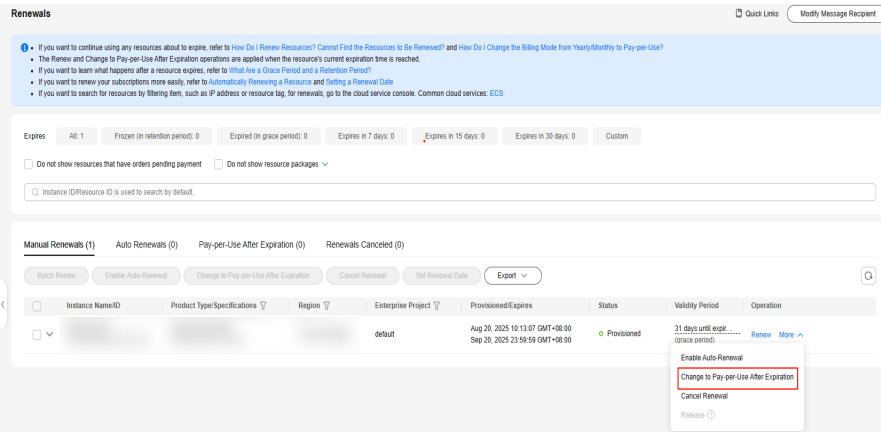 Renewals
Quick Links
Modify Message Recipient
• If you want to continue using any resources about to expire, refer to How Do I Renew Resources? Cannot Find the Resources to Be Renewed? and How Do I Change the Billing Mode from Yearly/Monthly to Pay-per-Use?
• The Renew and Change to Pay-per-Use After Expiration operations are applied when the resource's current expiration time is reached.
• If you want to learn what happens after a resource expires, refer to What Are a Grace Period and a Retention Period?
• If you want to renew your subscriptions more easily, refer to Automatically Renewing a Resource and Setting a Renewal Date
• If you want to search for resources by filtering item, such as IP address or resource tag, for renewals, go to the cloud service console. Common cloud services: ECS
Expires All: 1 Frozen (in retention period): 0 Expired (in grace period): 0 Expires in 7 days: 0 Expires in 15 days: 0 Expires in 30 days: 0 Custom
Do not show resources that have orders pending payment Do not show resource packages
Instance ID/Resource ID is used to search by default.
Manual Renewals (1) Auto Renewals (0) Pay-per-Use After Expiration (0) Renewals Canceled (0)
Batch Renew Enable Auto-Renewal Change to Pay-per-Use After Expiration Cancel Renewal Set Renewal Date Export
Instance Name/ID Product Type/Specifications Region Enterprise Project Provisioned/Expires Status Validity Period Operation
default Aug 20, 2025 10:13:07 GMT+08:00 Provisioned 31 days until expir... Renew More
Sep 20, 2025 23:59:59 GMT+08:00 (grace period)
Enable Auto-Renewal
Change to Pay-per-Use After Expiration
Cancel Renewal
Release